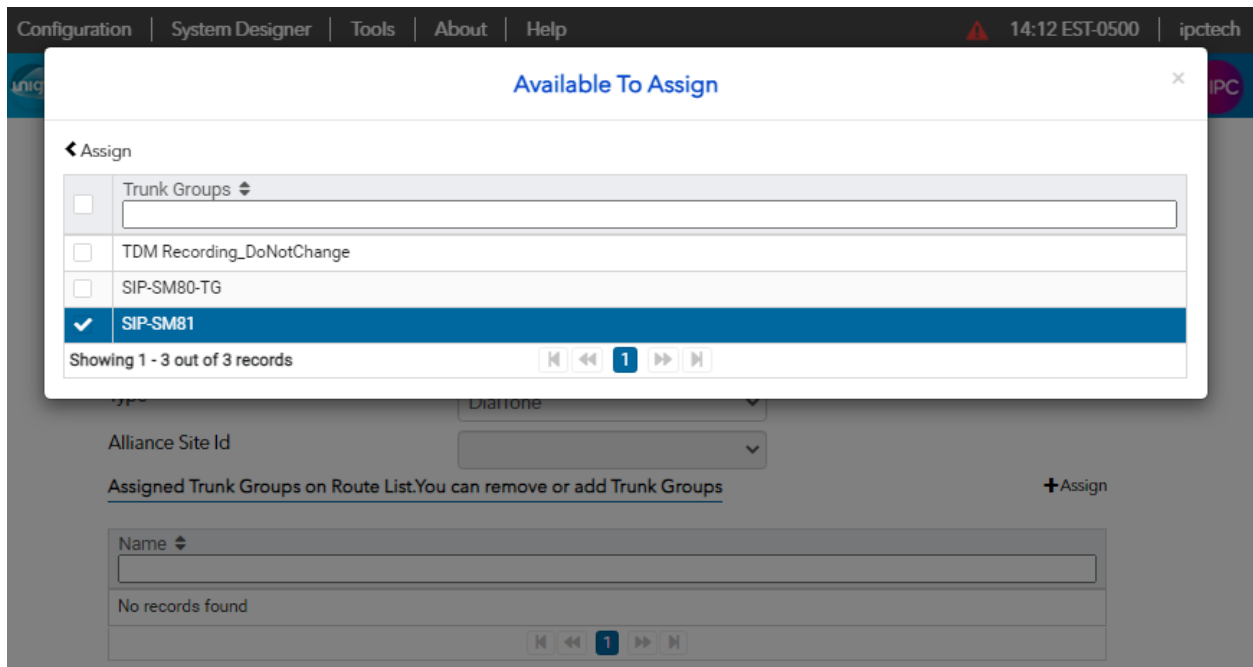 Configuration | System Designer | Tools | About | Help 14:12 EST-0500 | ipctech
Available To Assign ×
IPC
Assign
Trunk Groups
TDM Recording_DoNotChange
SIP-SM80-TG
SIP-SM81
Showing 1 - 3 out of 3 records 1
Type DialTone
Alliance Site Id
Assigned Trunk Groups on Route List.You can remove or add Trunk Groups +Assign
Name
No records found
1